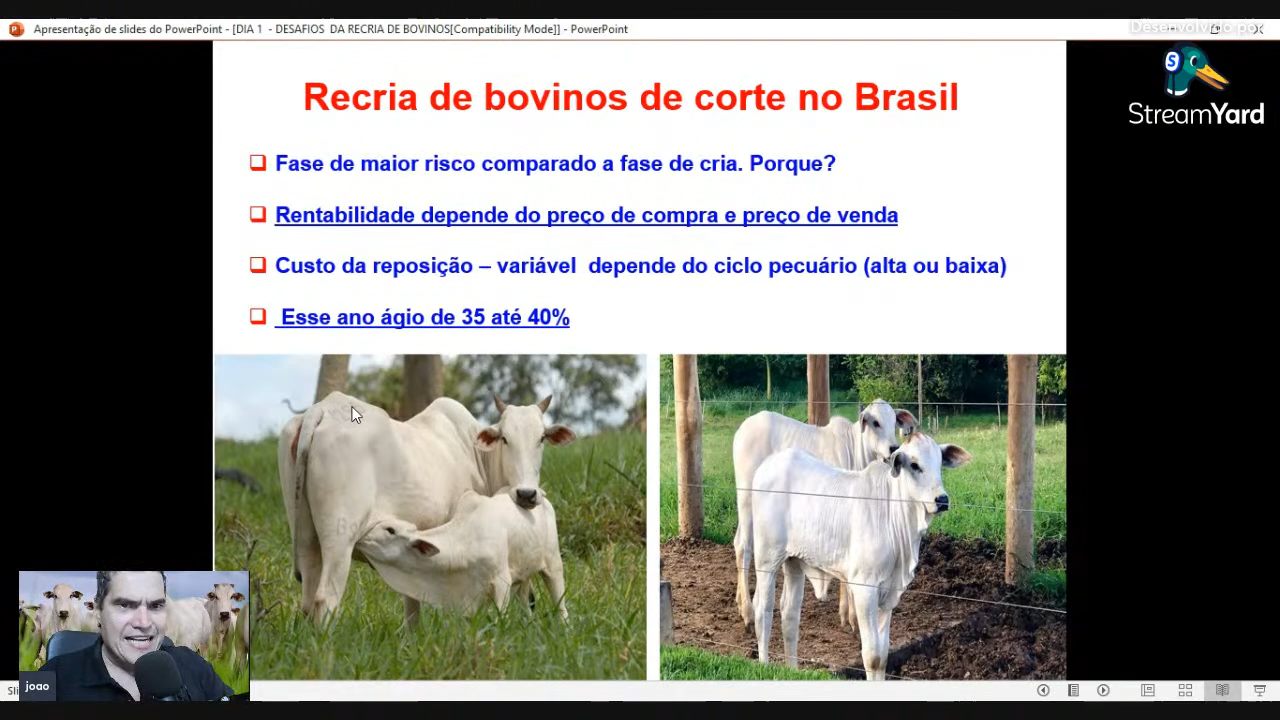 Apresentação de slides do PowerPoint - [DIA 1 - DESAFIOS DA RECRIA DE BOVINOS[Compatibility Mode]] - PowerPoint
Desenvolvido por
StreamYard
Recria de bovinos de corte no Brasil
Fase de maior risco comparado a fase de cria. Porque?
Rentabilidade depende do preço de compra e preço de venda
Custo da reposição – variável depende do ciclo pecuário (alta ou baixa)
Esse ano ágio de 35 até 40%
joao